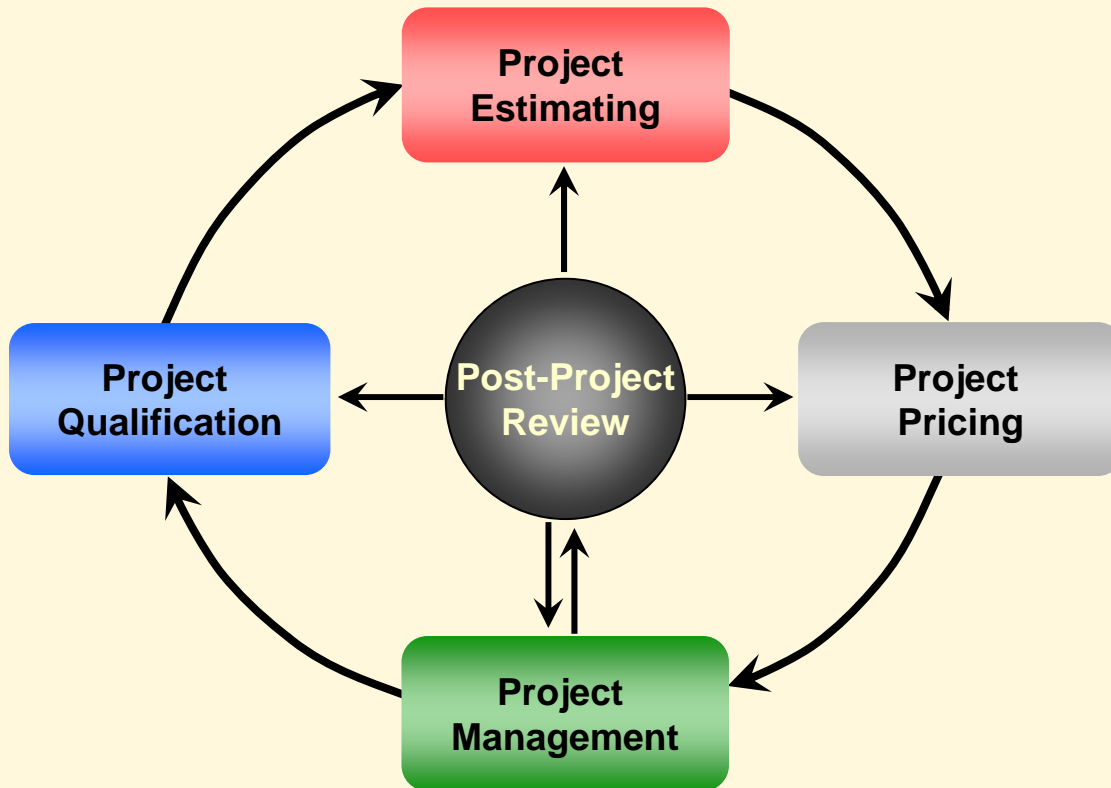 Project
Estimating
Project
Qualification
Post-Project
Review
Project
Pricing
Project
Management